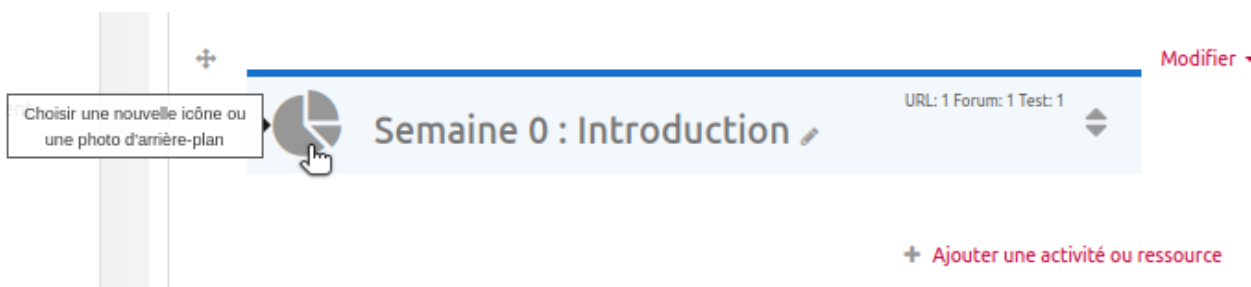 Modifier
URL: 1 Forum: 1 Test: 1
Choisir une nouvelle icône ou
une photo d'arrière-plan
Semaine 0 : Introduction
Ajouter une activité ou ressource